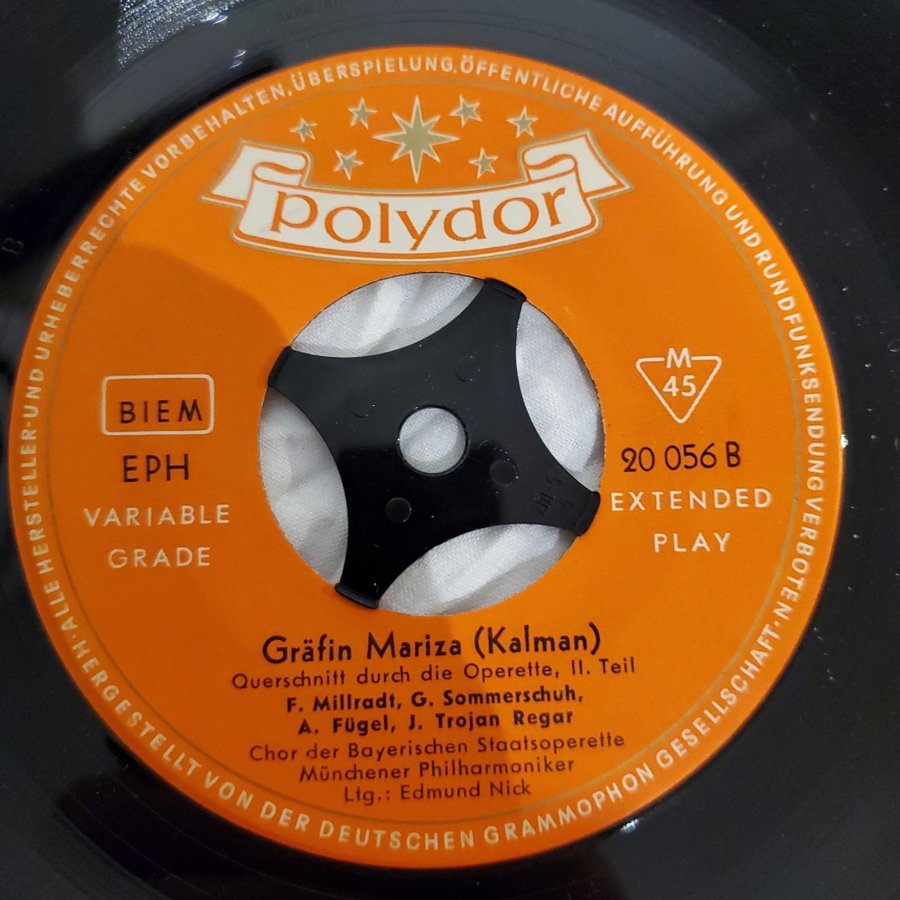 ·ALLE HERSTELLER-UND URHEBERRECHTE VORBEHALTEN, ÜBERSPIELUNG, ÖFFENTLICHE AUFFÜHRUNG UND RUNDFUNKSENDUNG VERBOTEN·
polydor
BIEM
EPH
VARIABLE
GRADE
M
45
20 056 B
EXTENDED
PLAY
Gräfin Mariza (Kalman)
Querschnitt durch die Operette, II. Teil
F. Millradt, G. Sommerschuh,
A. Fügel, J. Trojan Regar
Chor der Bayerischen Staatsoperette
Münchener Philharmoniker
Ltg.: Edmund Nick
HERGESTELLT VON DER DEUTSCHEN GRAMMOPHON GESELLSCHAFT·